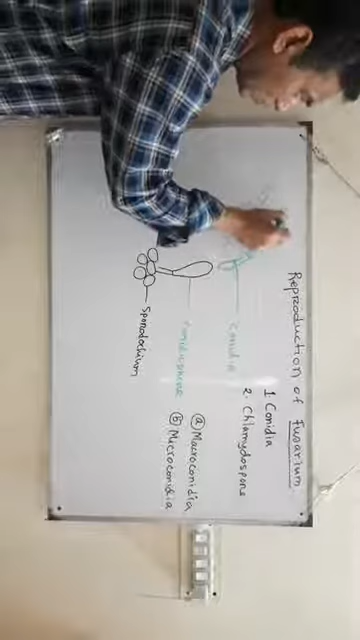 Reproduction of Fusarium
1 Conidia
2. Chlamydospore
Conidia
Conidiophore
Sporodochium
ⓐ Macroconidia
ⓑ Microconidia